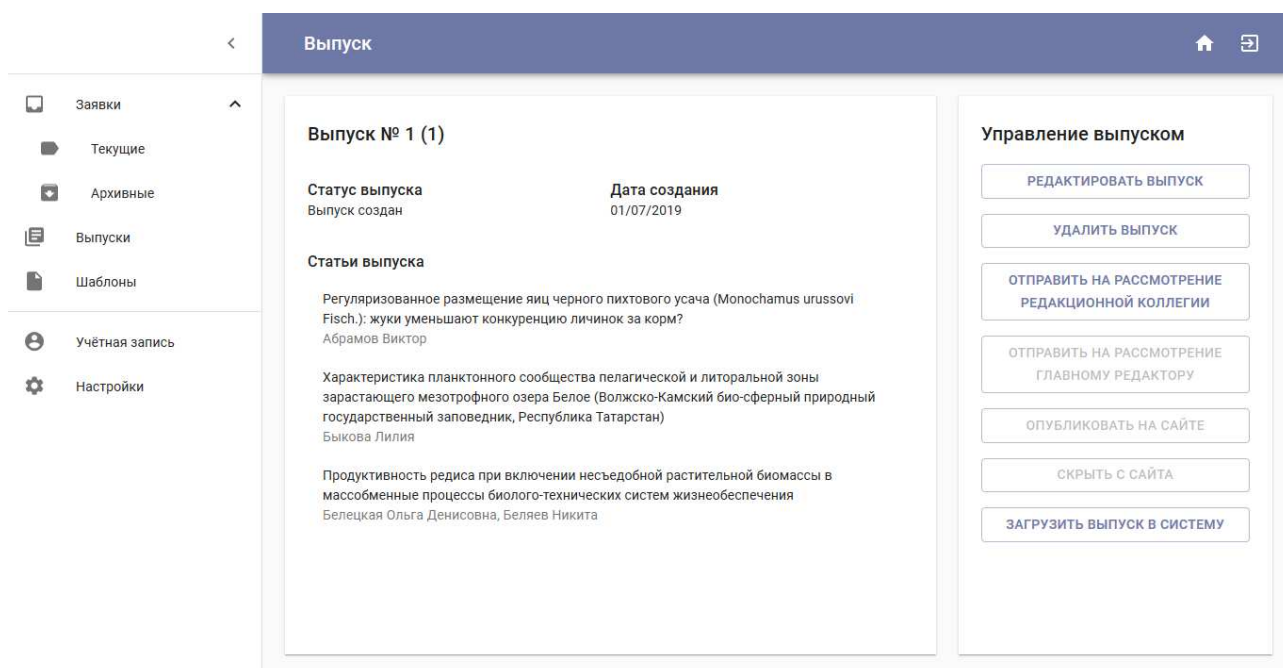 Выпуск
Заявки
Текущие
Архивные
Выпуски
Шаблоны
Учётная запись
Настройки
Выпуск № 1 (1)
Статус выпуска
Выпуск создан
Дата создания
01/07/2019
Статьи выпуска
Регуляризованное размещение яиц черного пихтового усача (Monochamus urussovi
Fisch.): жуки уменьшают конкуренцию личинок за корм?
Абрамов Виктор
Характеристика планктонного сообщества пелагической и литоральной зоны
зарастающего мезотрофного озера Белое (Волжско-Камский био-сферный природный
государственный заповедник, Республика Татарстан)
Быкова Лилия
Продуктивность редиса при включении несъедобной растительной биомассы в
массобменные процессы биолого-технических систем жизнеобеспечения
Белецкая Ольга Денисовна, Беляев Никита
Управление выпуском
РЕДАКТИРОВАТЬ ВЫПУСК
УДАЛИТЬ ВЫПУСК
ОТПРАВИТЬ НА РАССМОТРЕНИЕ
РЕДАКЦИОННОЙ КОЛЛЕГИИ
ОТПРАВИТЬ НА РАССМОТРЕНИЕ
ГЛАВНОМУ РЕДАКТОРУ
ОПУБЛИКОВАТЬ НА САЙТЕ
СКРЫТЬ С САЙТА
ЗАГРУЗИТЬ ВЫПУСК В СИСТЕМУ